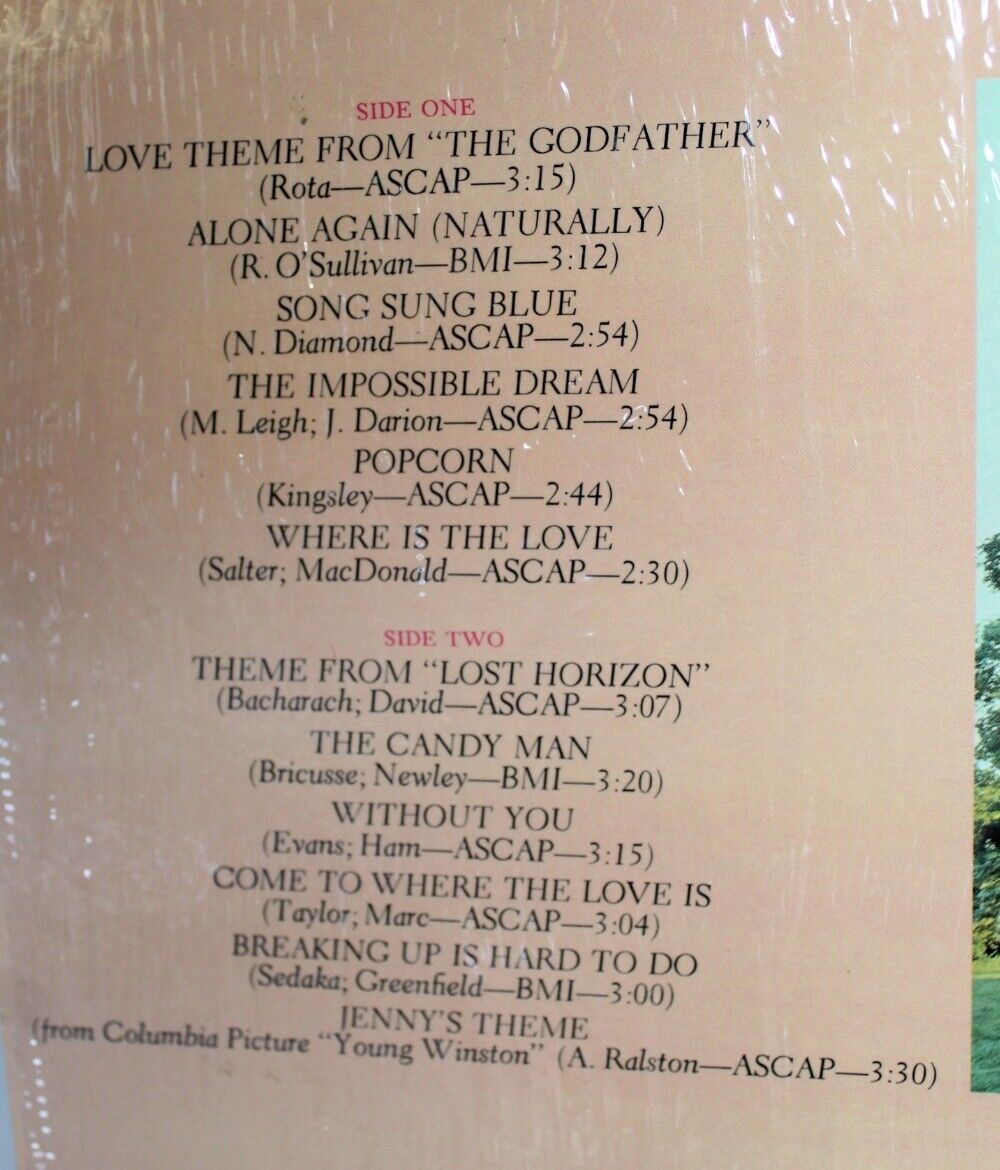 SIDE ONE
LOVE THEME FROM “THE GODFATHER”
(Rota—ASCAP—3:15)
ALONE AGAIN (NATURALLY)
(R. O'Sullivan—BMI—3:12)
SONG SUNG BLUE
(N. Diamond—ASCAP—2:54)
THE IMPOSSIBLE DREAM
(M. Leigh; J. Darion—ASCAP—2:54)
POPCORN
(Kingsley—ASCAP—2:44)
WHERE IS THE LOVE
(Salter; MacDonald—ASCAP—2:30)
SIDE TWO
THEME FROM “LOST HORIZON”
(Bacharach; David—ASCAP—3:07)
THE CANDY MAN
(Bricusse; Newley—BMI—3:20)
WITHOUT YOU
(Evans; Ham—ASCAP—3:15)
COME TO WHERE THE LOVE IS
(Taylor; Marc—ASCAP—3:04)
BREAKING UP IS HARD TO DO
(Sedaka; Greenfield—BMI—3:00)
JENNY'S THEME
(from Columbia Picture “Young Winston” (A. Ralston—ASCAP—3:30)